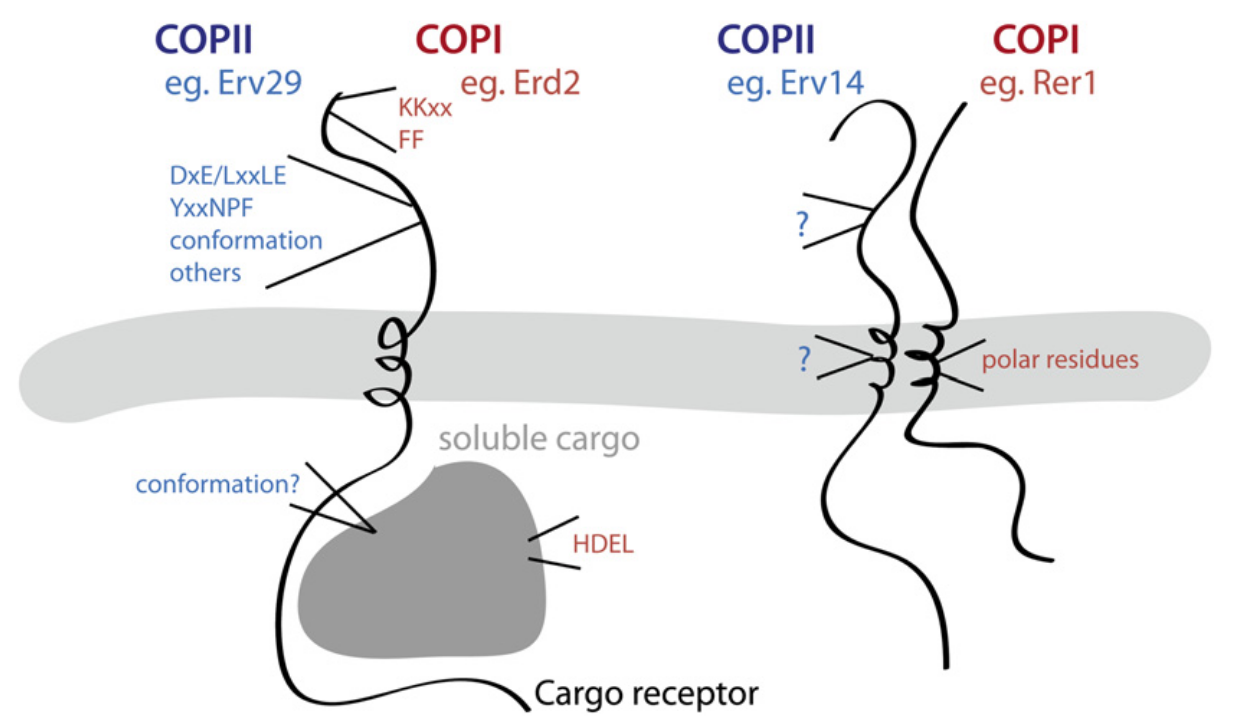 COPII
eg. Erv29
COPI
eg. Erd2
KKxx
FF
DxE/LxxLE
YxxNPF
conformation
others
soluble cargo
conformation?
HDEL
Cargo receptor
COPII
eg. Erv14
COPI
eg. Rer1
?
?
polar residues